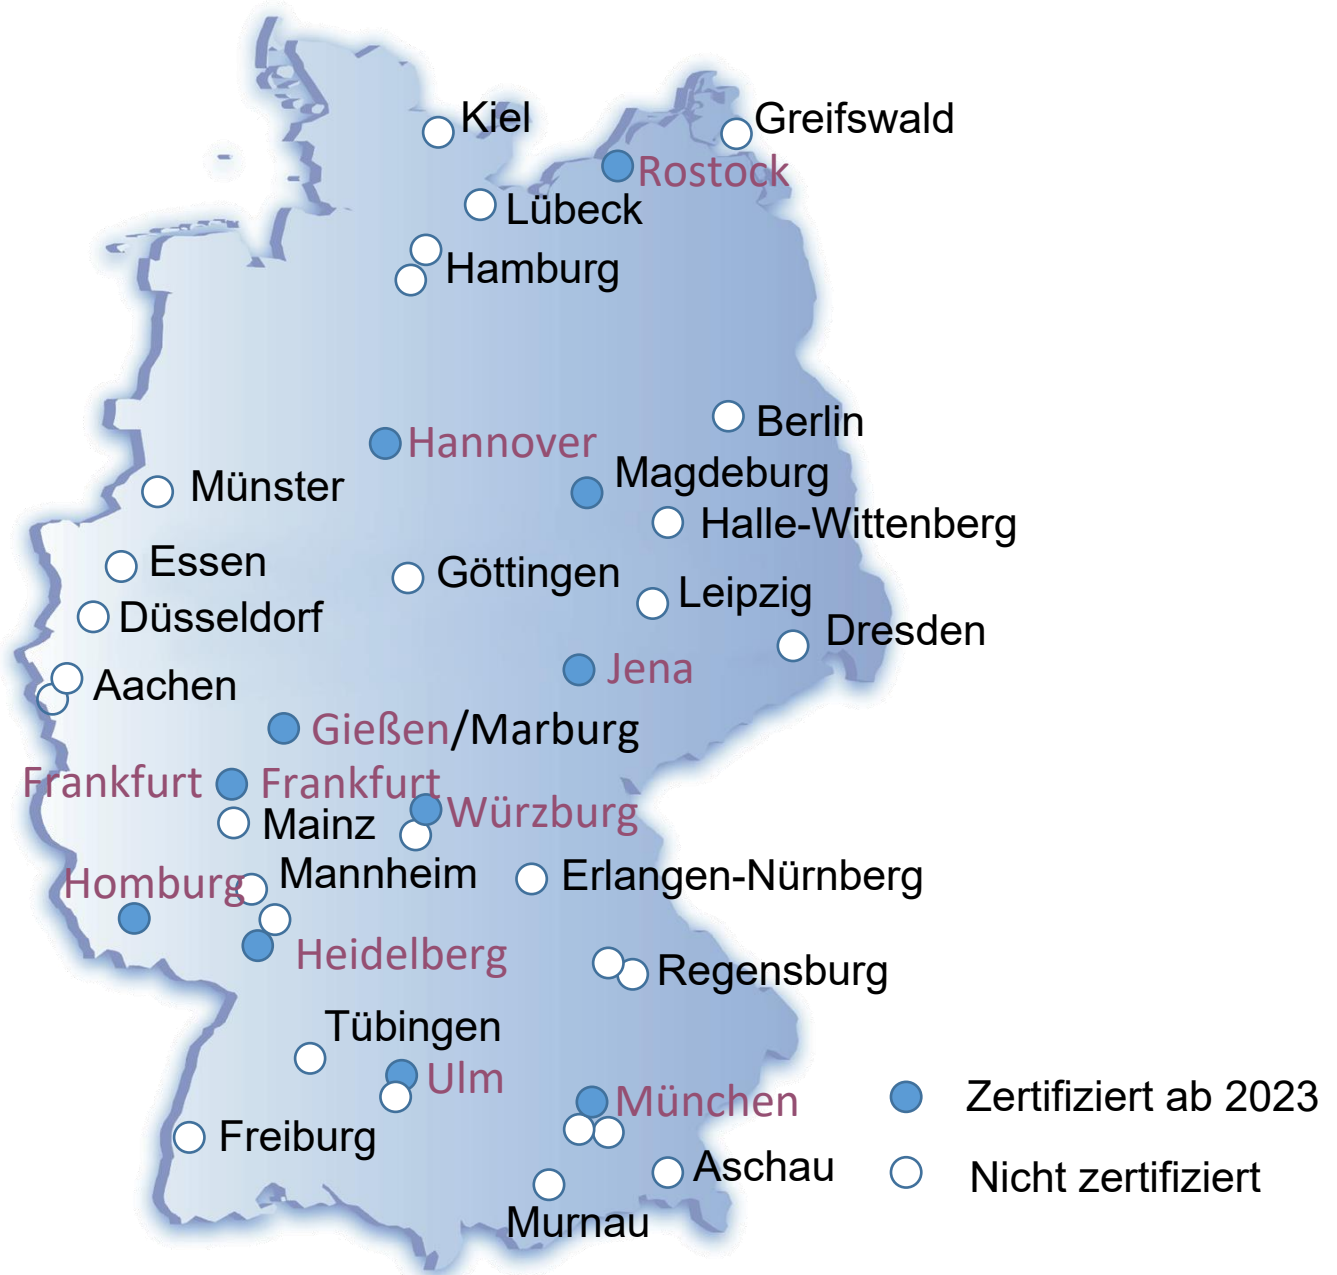 Kiel
Greifswald
Rostock
Lübeck
Hamburg
Berlin
Hannover
Magdeburg
Münster
Halle-Wittenberg
Essen
Göttingen
Leipzig
Düsseldorf
Dresden
Jena
Aachen
Gießen/Marburg
Frankfurt
Frankfurt
Würzburg
Mainz
Mannheim
Erlangen-Nürnberg
Homburg
Heidelberg
Regensburg
Tübingen
Ulm
München
Zertifiziert ab 2023
Freiburg
Aschau
Nicht zertifiziert
Murnau